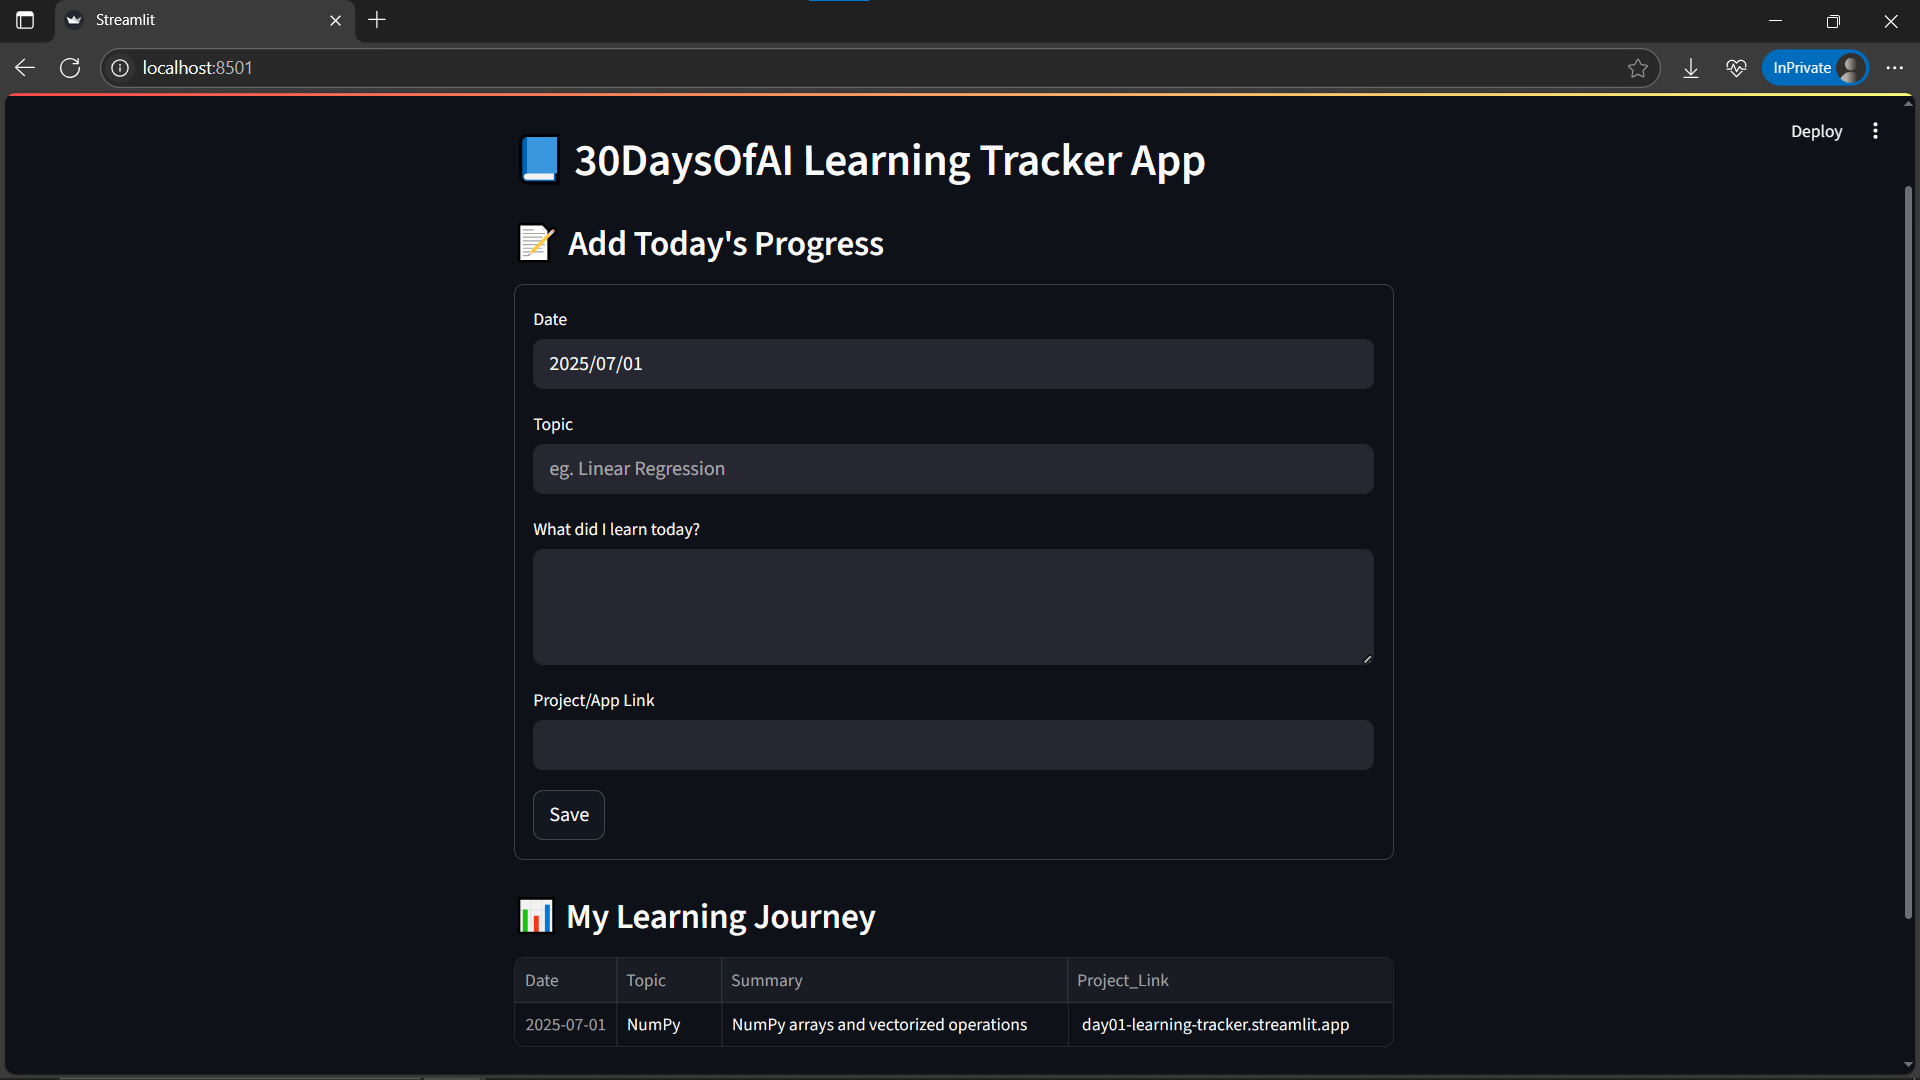 Streamlit
localhost:8501
InPrivate
Deploy
30DaysOfAI Learning Tracker App
Add Today's Progress
Date
2025/07/01
Topic
eg. Linear Regression
What did I learn today?
Project/App Link
Save
My Learning Journey
Date Topic Summary Project_Link
2025-07-01 NumPy NumPy arrays and vectorized operations day01-learning-tracker.streamlit.app